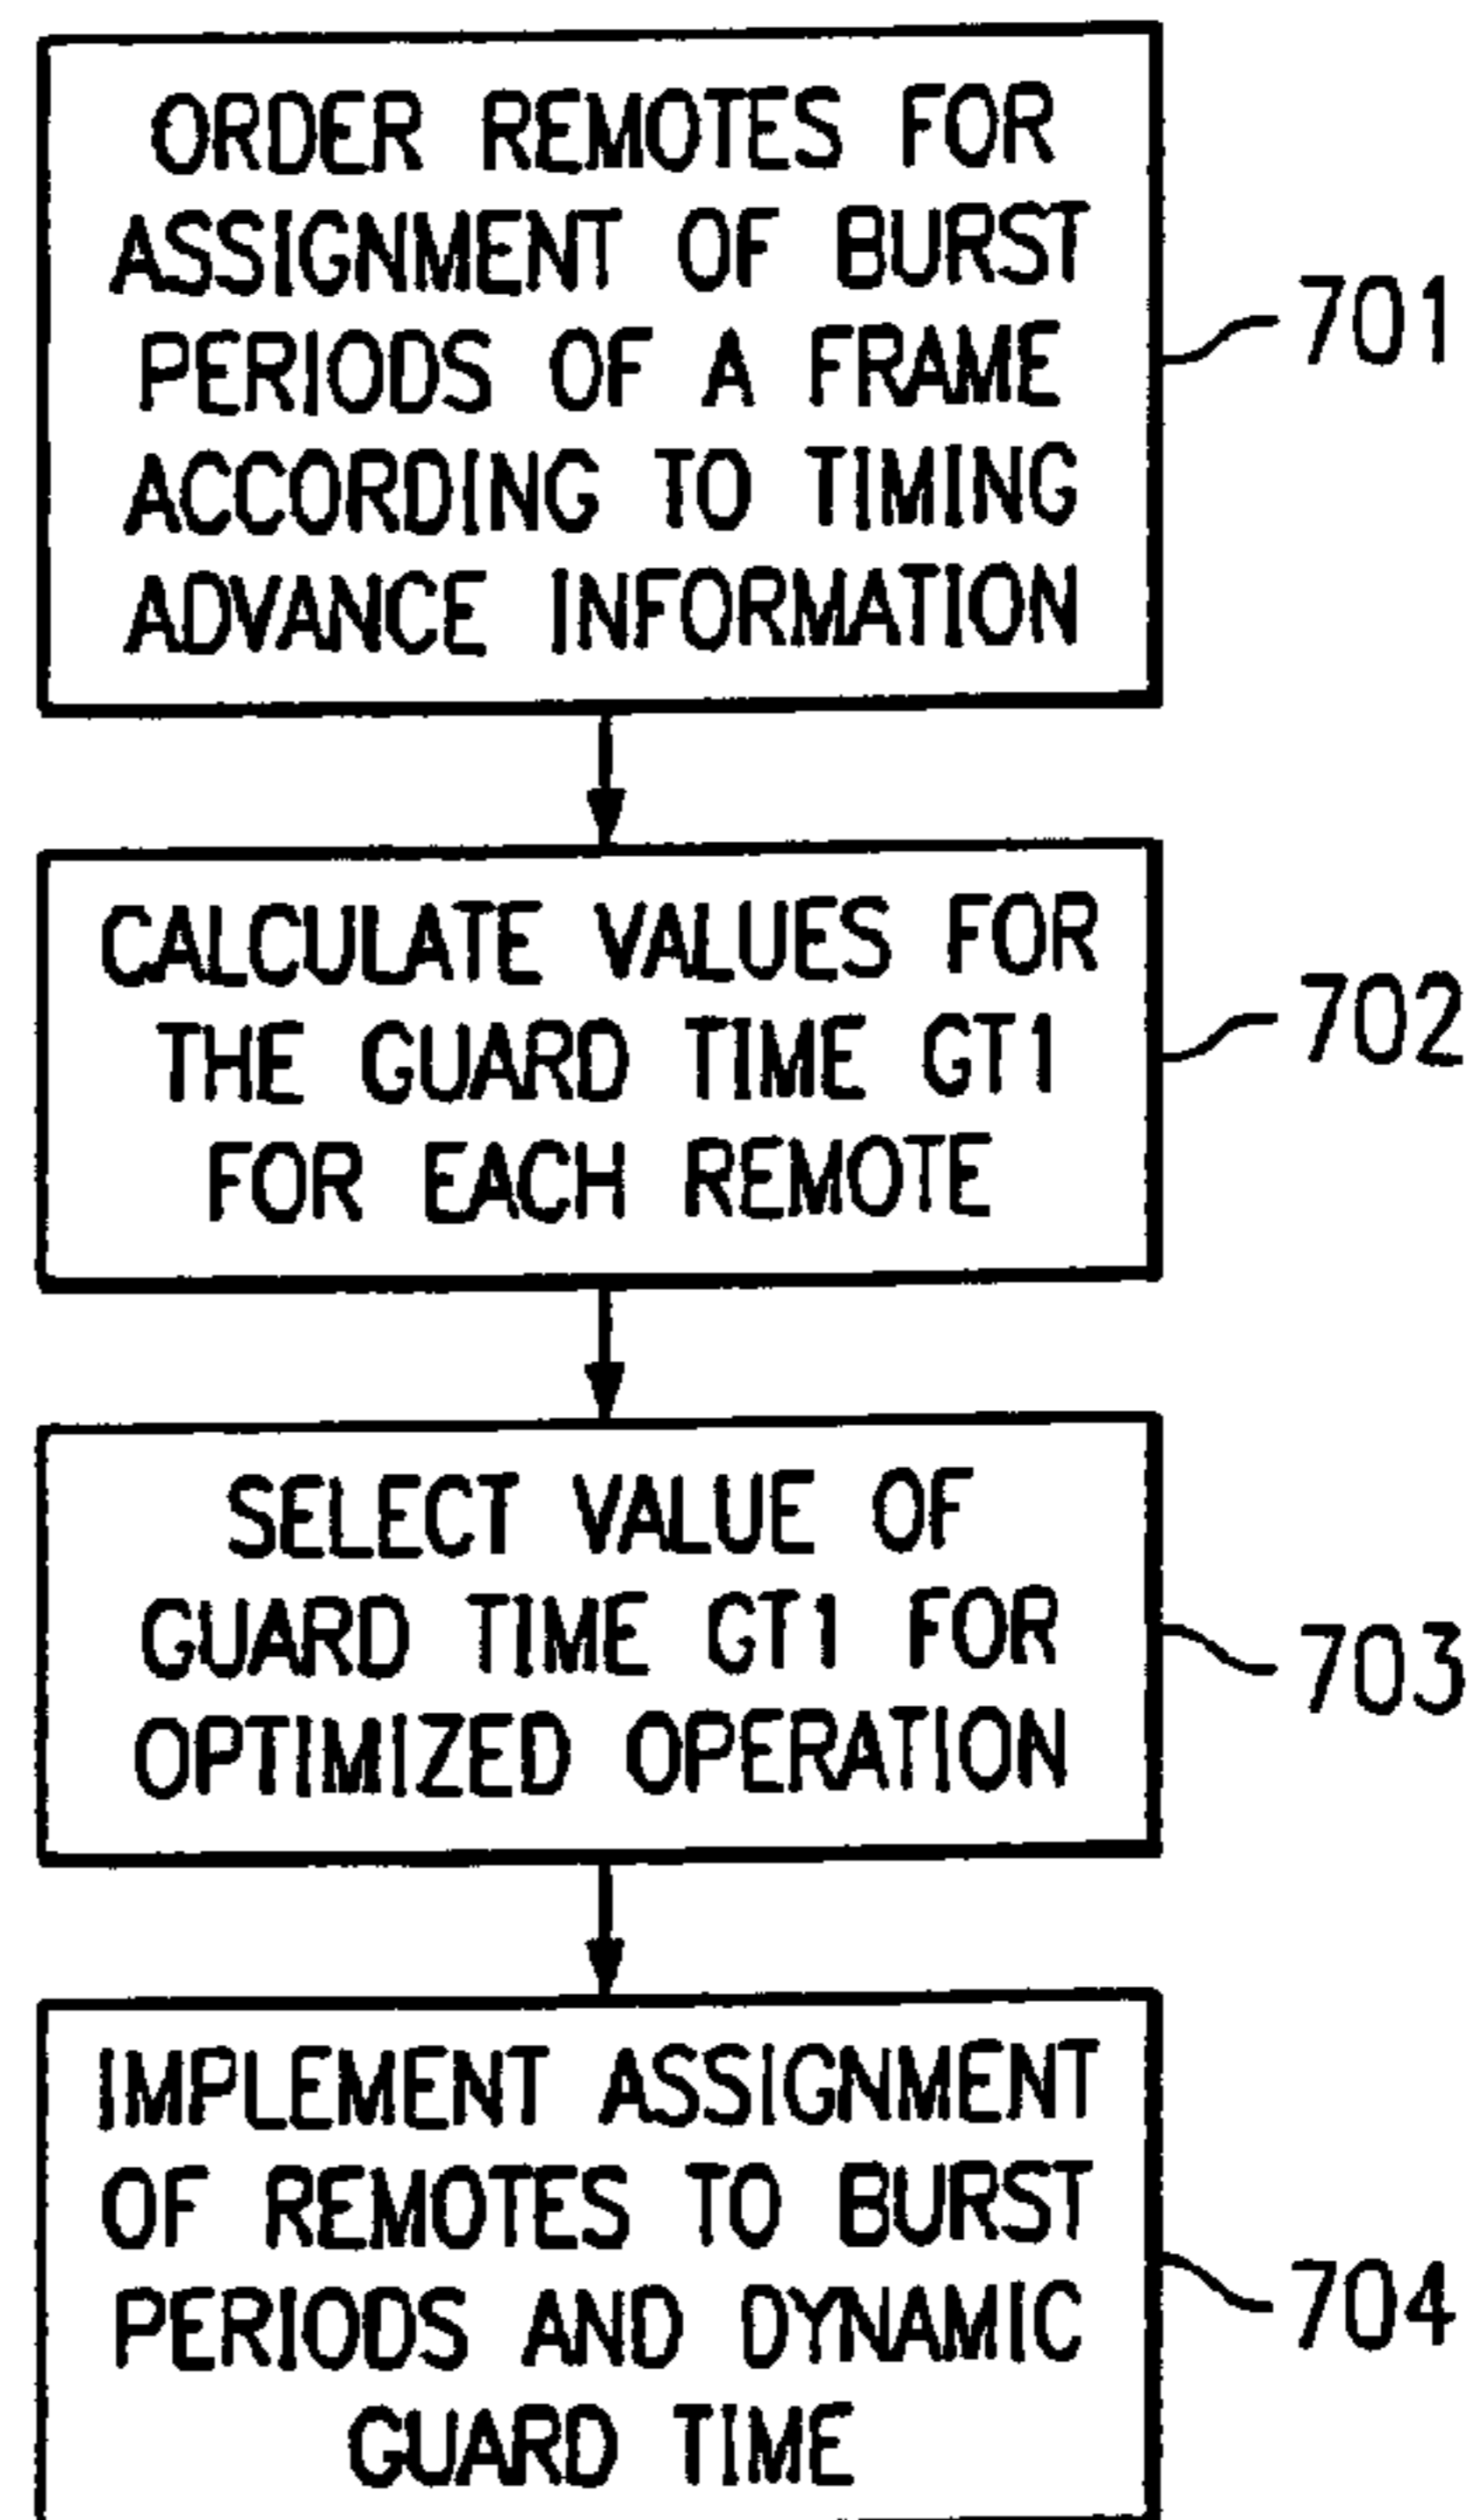 ORDER REMOTES FOR
ASSIGNMENT OF BURST
PERIODS OF A FRAME
ACCORDING TO TIMING
ADVANCE INFORMATION
701
CALCULATE VALUES FOR
THE GUARD TIME GT1
FOR EACH REMOTE
702
SELECT VALUE OF
GUARD TIME GT1 FOR
OPTIMIZED OPERATION
703
IMPLEMENT ASSIGNMENT
OF REMOTES TO BURST
PERIODS AND DYNAMIC
GUARD TIME
704